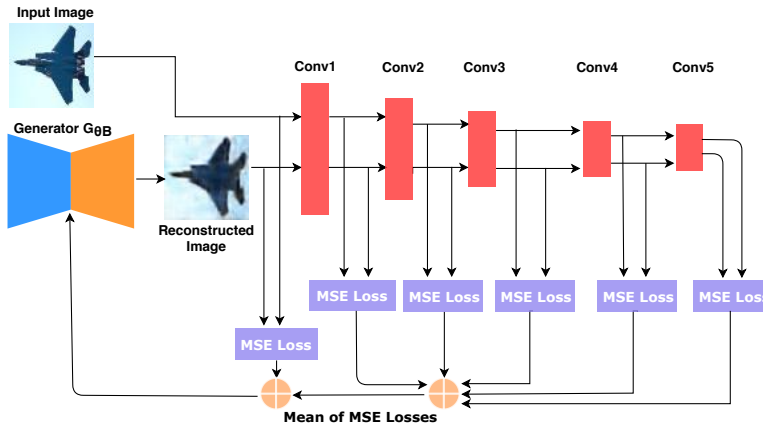 Input Image
Conv1
Conv2
Conv3
Conv4
Conv5
Generator GθB
Reconstructed
Image
MSE Loss
MSE Loss
MSE Loss
MSE Loss
MSE Loss
MSE Loss
Mean of MSE Losses